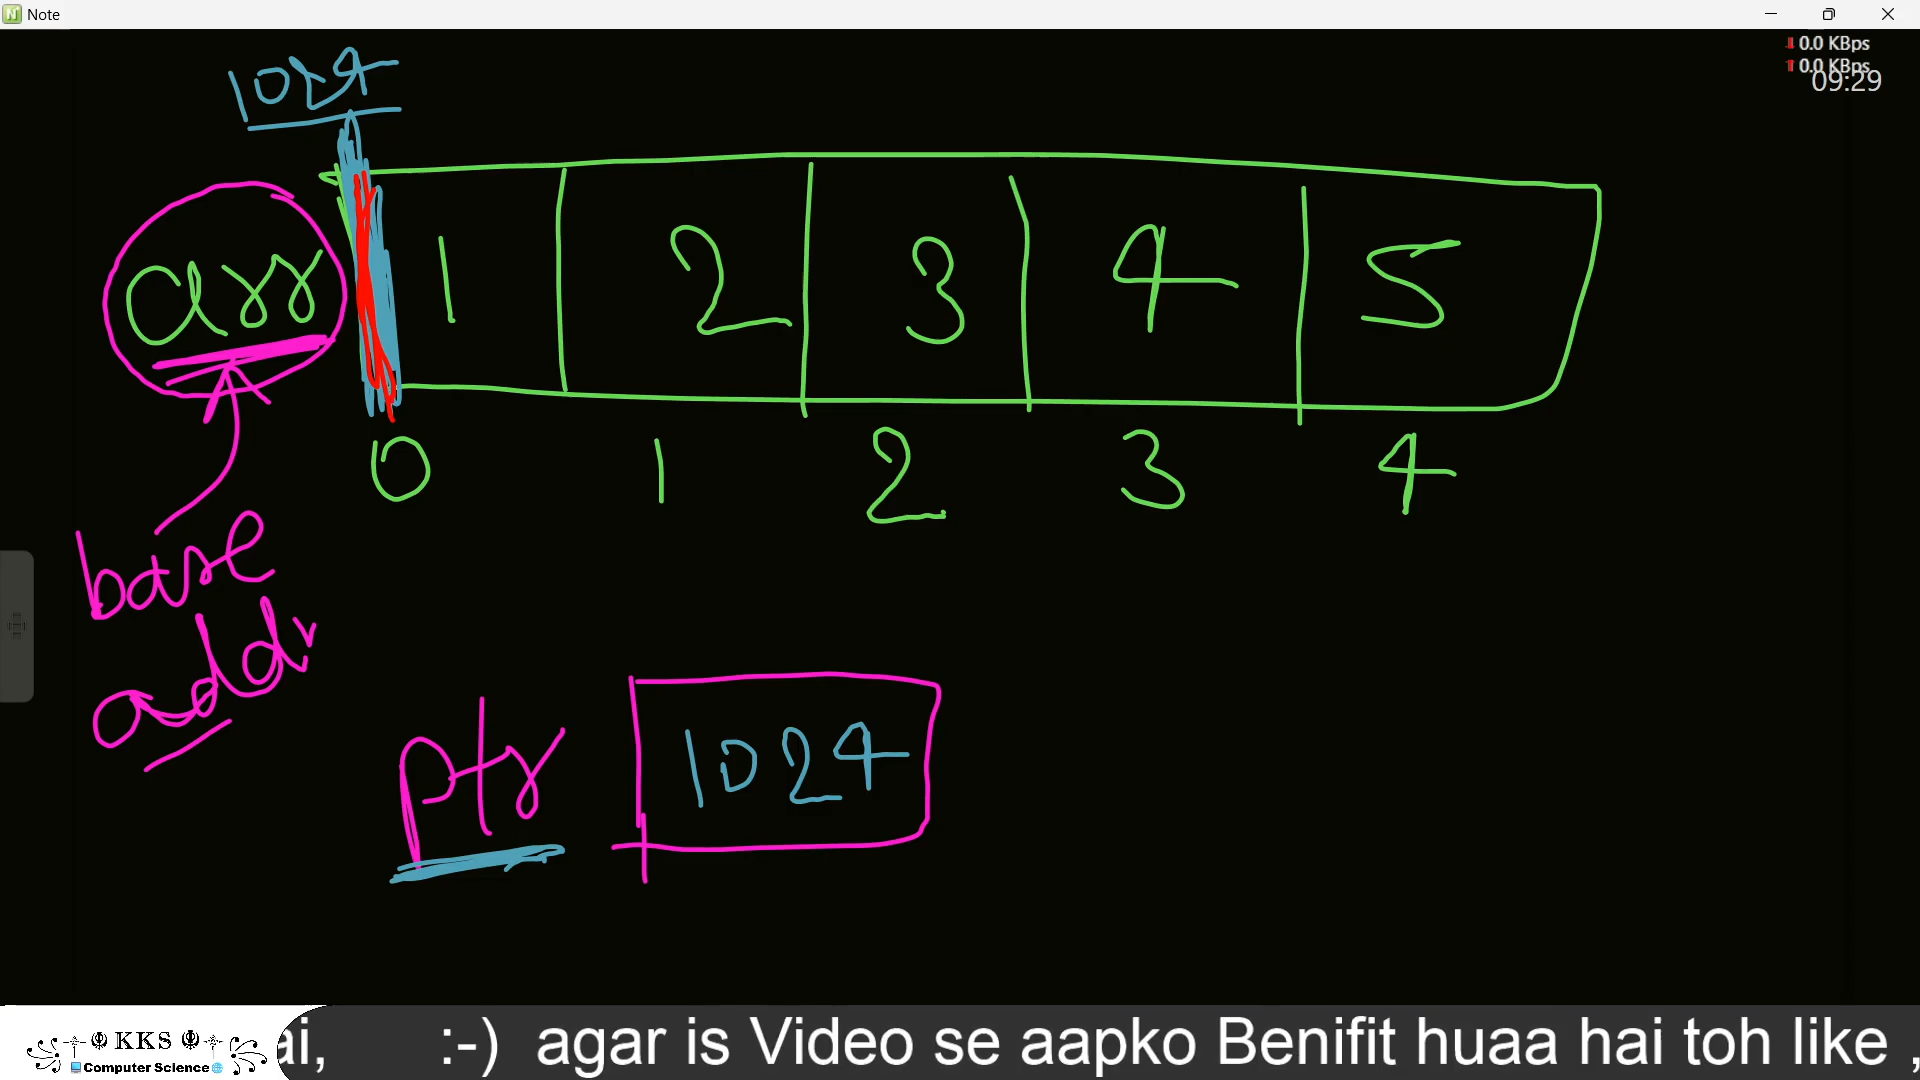 Note
0.0 KBps
0.0 KBps
09:29
1024
arr
1 2 3 4 5
0 1 2 3 4
base
addr
ptr 1024
KKS
Computer Science
ai, :-) agar is Video se aapko Benifit huaa hai toh like ,